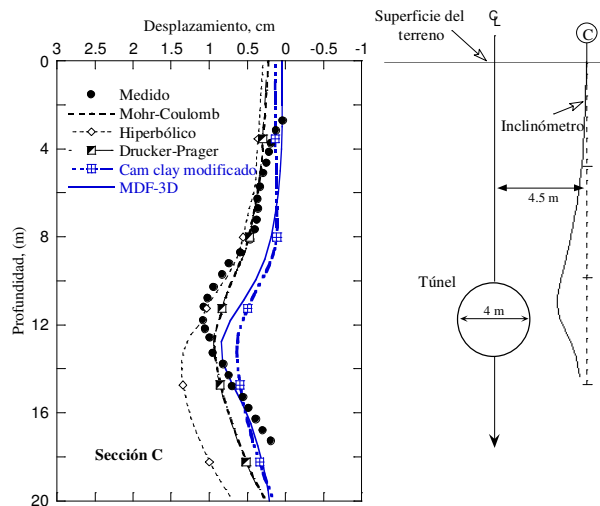 Desplazamiento, cm
3 2.5 2 1.5 1 0.5 0 -0.5 -1
0
4
8
12
16
20
Profundidad, (m)
Medido
Mohr-Coulomb
Hiperbólico
Drucker-Prager
Cam clay modificado
MDF-3D
Sección C
Superficie del
terreno
CL
C
Inclinómetro
4.5 m
Túnel
4 m